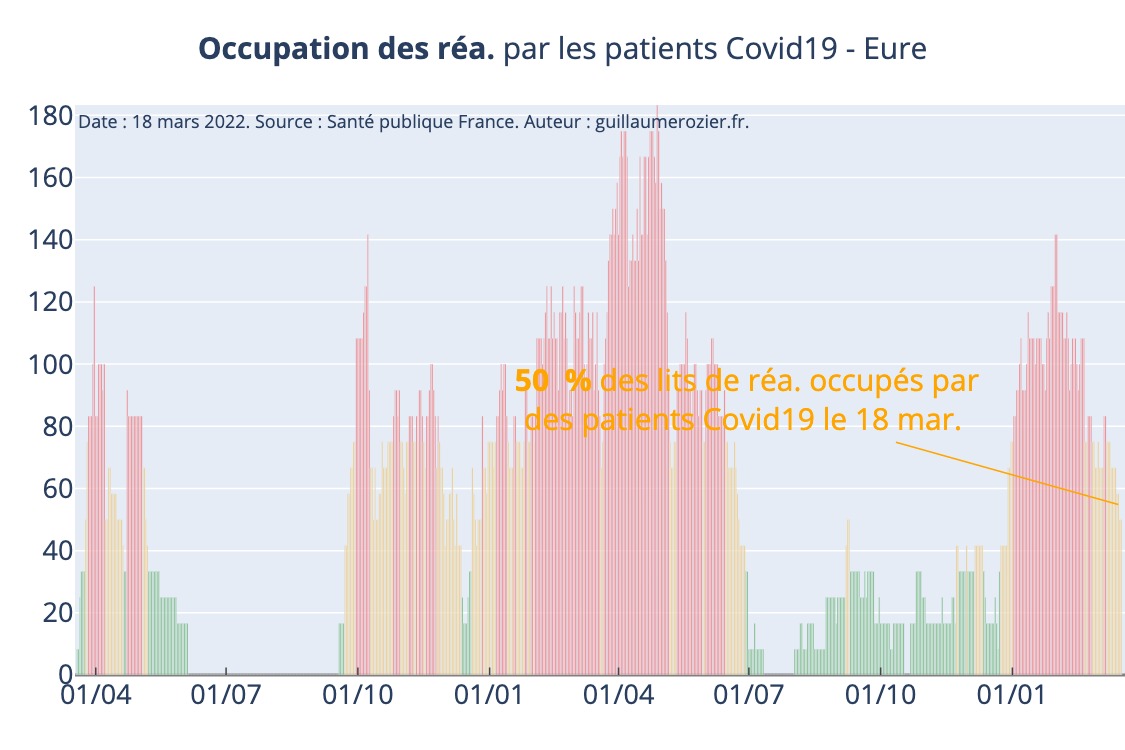 Occupation des réa. par les patients Covid19 - Eure
180
Date : 18 mars 2022. Source : Santé publique France. Auteur : guillaumerozier.fr.
160
140
120
100
50 % des lits de réa. occupés par
des patients Covid19 le 18 mar.
80
60
40
20
0
01/04 01/07 01/10 01/01 01/04 01/07 01/10 01/01